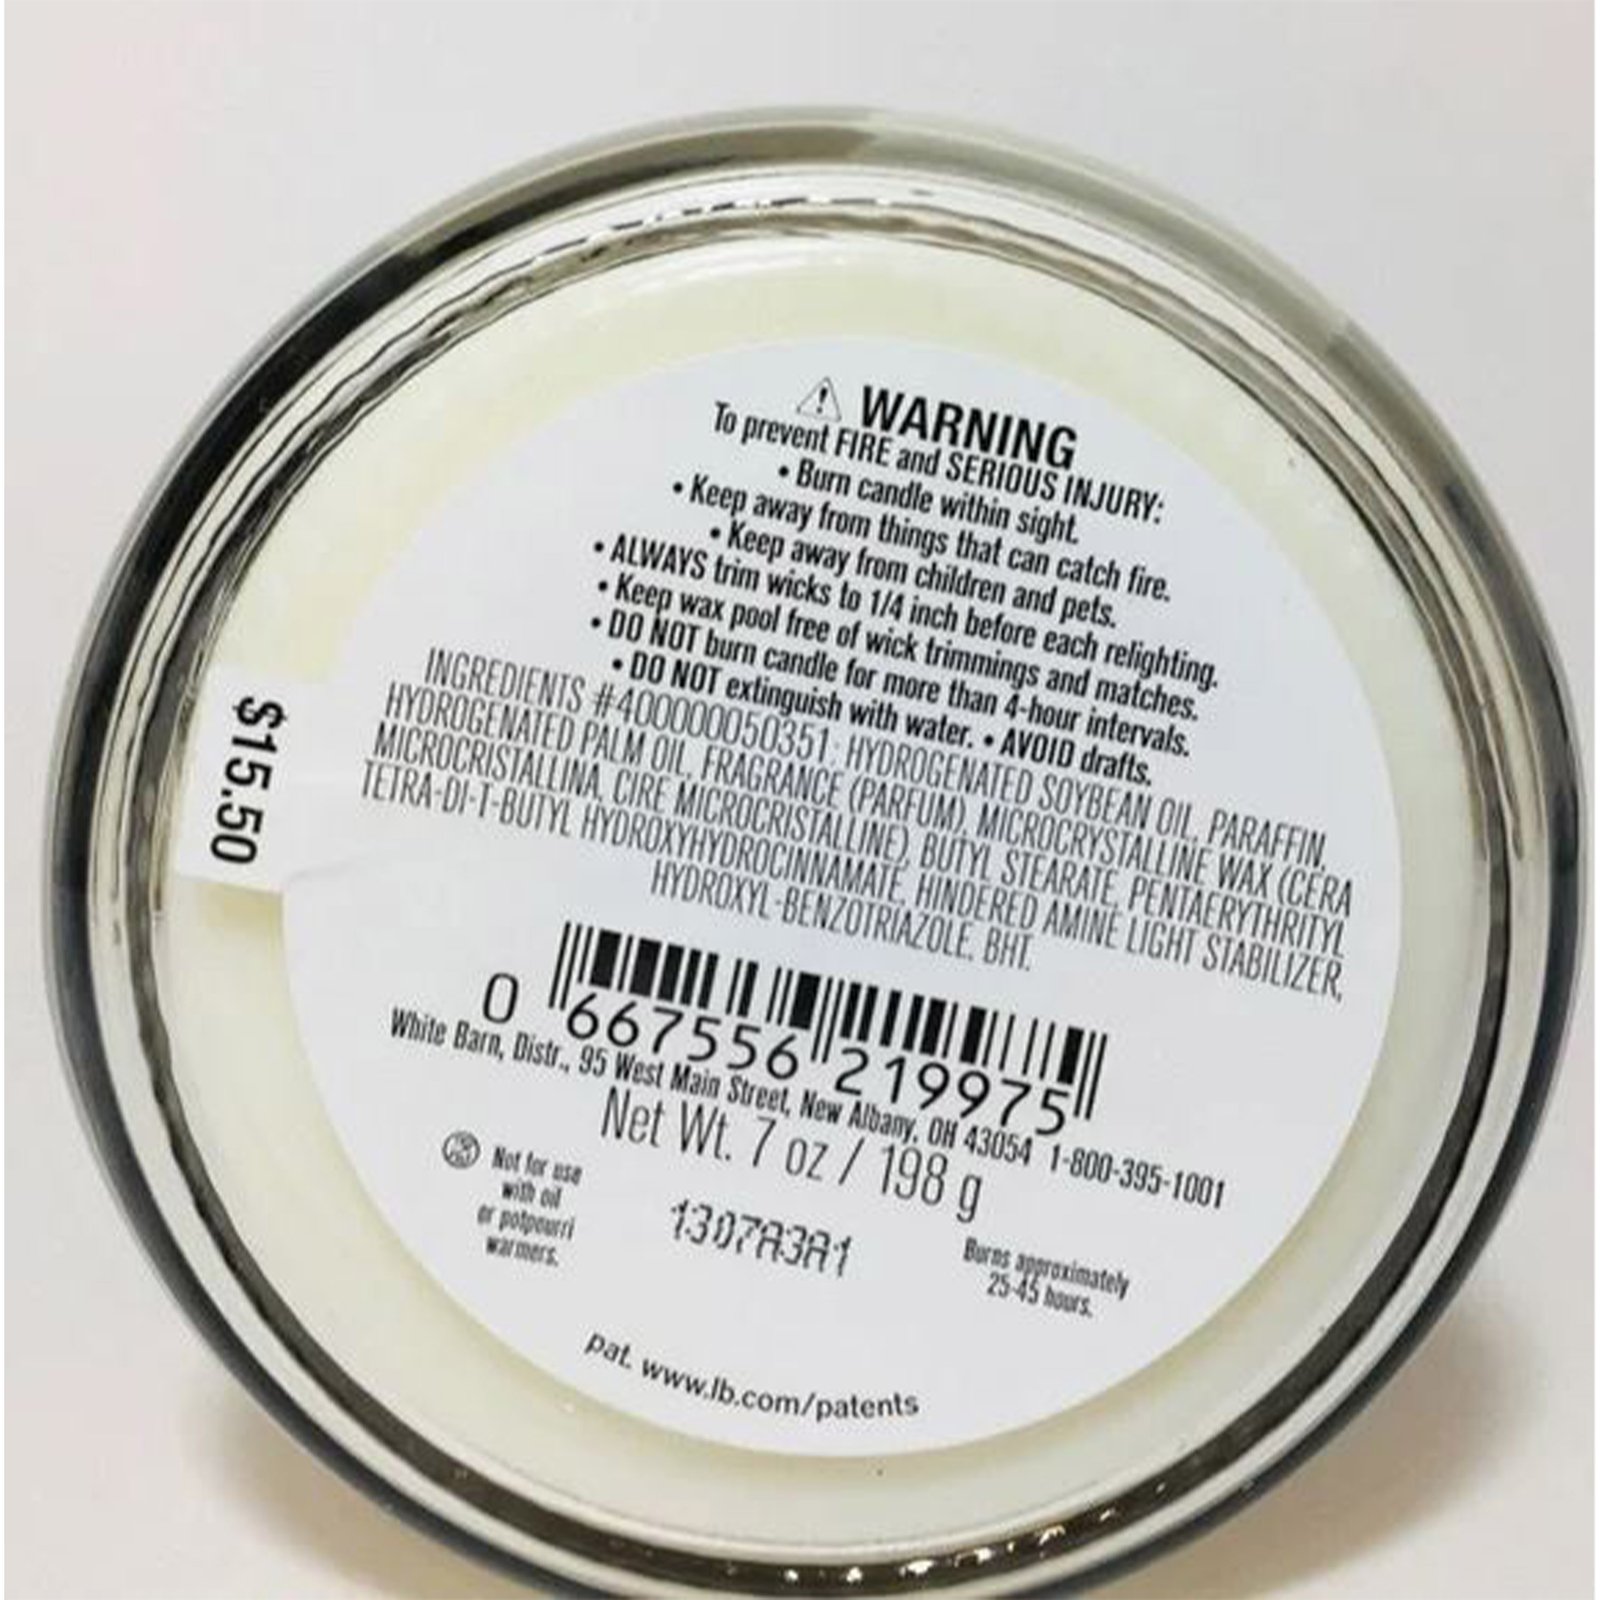 WARNING
To prevent FIRE and SERIOUS INJURY:
• Burn candle within sight.
• Keep away from things that can catch fire.
• Keep away from children and pets.
• ALWAYS trim wicks to 1/4 inch before each relighting.
• Keep wax pool free of wick trimmings and matches.
• DO NOT burn candle for more than 4-hour intervals.
• DO NOT extinguish with water. • AVOID drafts.
INGREDIENTS #400000050351: HYDROGENATED SOYBEAN OIL, PARAFFIN,
HYDROGENATED PALM OIL, FRAGRANCE (PARFUM), MICROCRYSTALLINE WAX (CERA
MICROCRISTALLINA, CIRE MICROCRISTALLINE), BUTYL STEARATE, PENTAERYTHRITYL
TETRA-DI-T-BUTYL HYDROXYHYDROCINNAMATE, HINDERED AMINE LIGHT STABILIZER,
HYDROXYL-BENZOTRIAZOLE, BHT.
$15.50
0 667556 219975
White Barn, Distr., 95 West Main Street, New Albany, OH 43054 1-800-395-1001
Net Wt. 7 oz / 198 g
Not for use
with oil
or potpourri
warmers.
1307A3A1
Burns approximately
25-45 hours.
pat. www.lb.com/patents